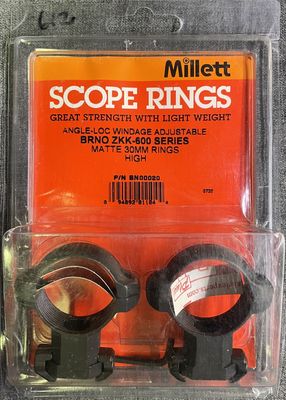 Millett
SCOPE RINGS
GREAT STRENGTH WITH LIGHT WEIGHT
ANGLE-LOC WINDAGE ADJUSTABLE
BRNO ZKK-600 SERIES
MATTE 30MM RINGS
HIGH
P/N BN00020
0732